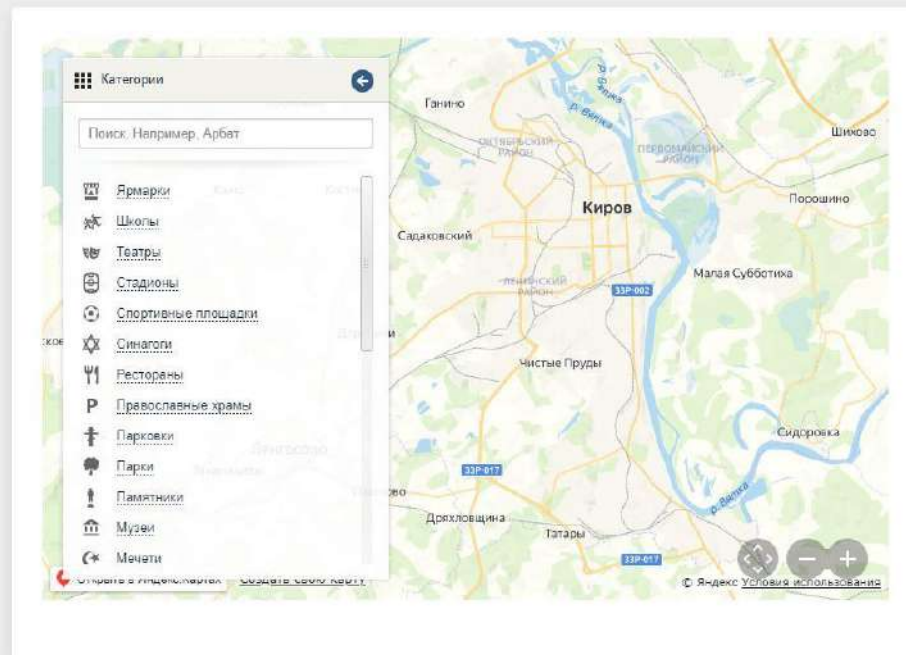 Категории
Поиск. Например, Арбат
Ярмарки
Школы
Театры
Стадионы
Спортивные площадки
Синагоги
Рестораны
Православные храмы
Парковки
Парки
Памятники
Музеи
Мечети
Открыть в Яндекс.Картах
Создать свою карту
р. Вятка
Ганино
р. Вятка
Шихово
ОКТЯБРЬСКИЙ
РАЙОН
ПЕРВОМАЙСКИЙ
РАЙОН
Порошино
Киров
Садаковский
Малая Субботиха
ЛЕНИНСКИЙ
РАЙОН
33Р-002
Чистые Пруды
Сидоровка
33Р-017
р. Вятка
Дряхловщина
Татары
33Р-017
© Яндекс Условия использования